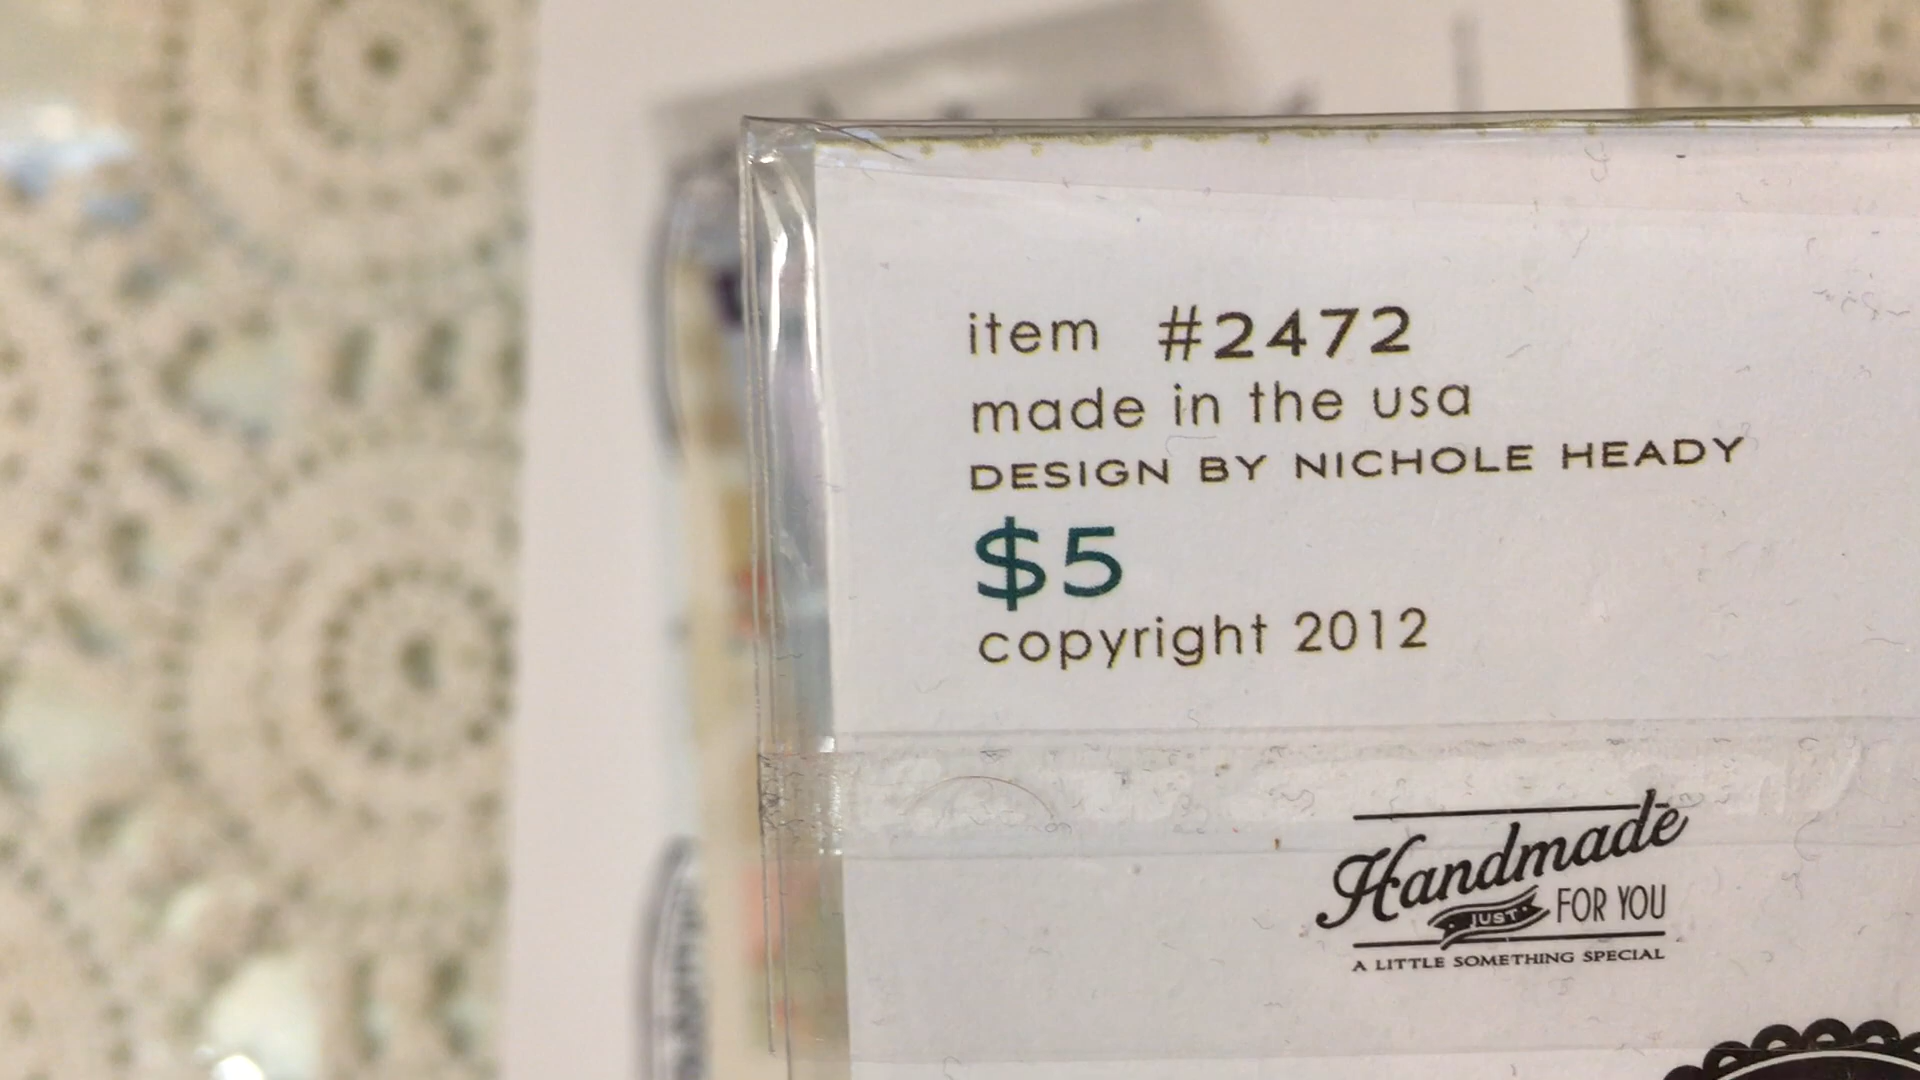 item #2472
made in the usa
DESIGN BY NICHOLE HEADY
$5
copyright 2012
Handmade
JUST FOR YOU
A LITTLE SOMETHING SPECIAL